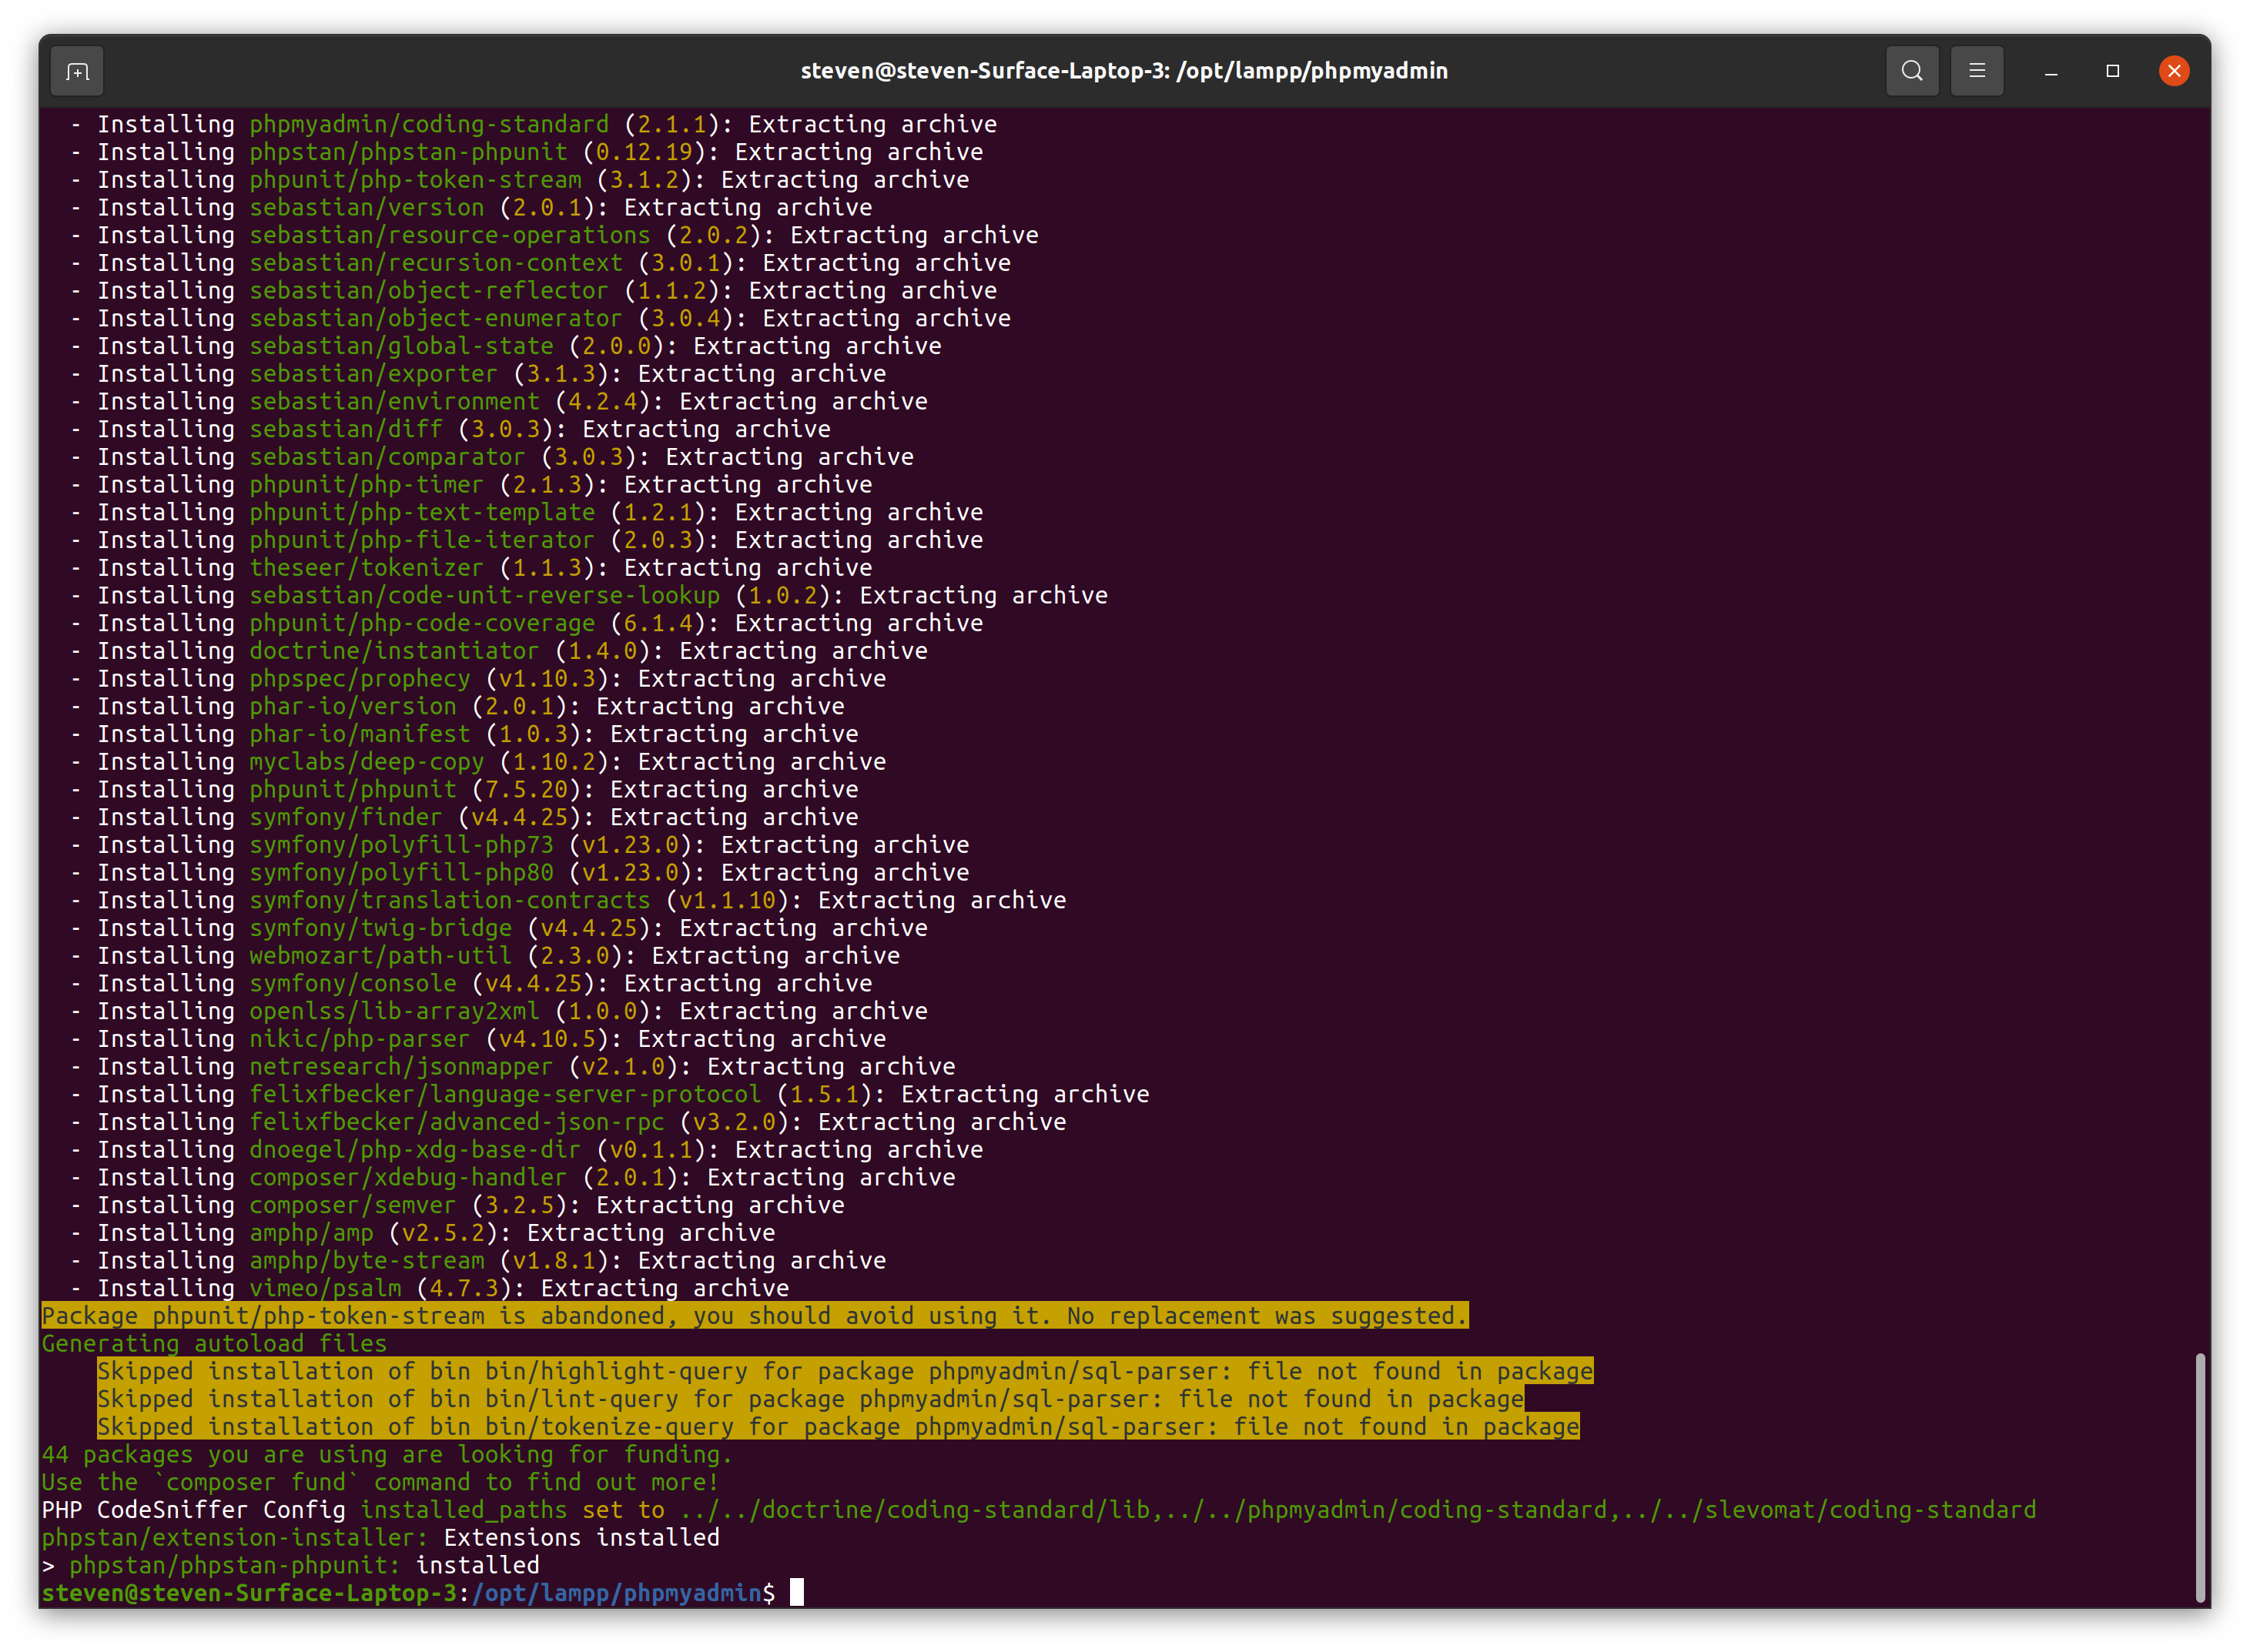 steven@steven-Surface-Laptop-3: /opt/lampp/phpmyadmin
- Installing phpmyadmin/coding-standard (2.1.1): Extracting archive
- Installing phpstan/phpstan-phpunit (0.12.19): Extracting archive
- Installing phpunit/php-token-stream (3.1.2): Extracting archive
- Installing sebastian/version (2.0.1): Extracting archive
- Installing sebastian/resource-operations (2.0.2): Extracting archive
- Installing sebastian/recursion-context (3.0.1): Extracting archive
- Installing sebastian/object-reflector (1.1.2): Extracting archive
- Installing sebastian/object-enumerator (3.0.4): Extracting archive
- Installing sebastian/global-state (2.0.0): Extracting archive
- Installing sebastian/exporter (3.1.3): Extracting archive
- Installing sebastian/environment (4.2.4): Extracting archive
- Installing sebastian/diff (3.0.3): Extracting archive
- Installing sebastian/comparator (3.0.3): Extracting archive
- Installing phpunit/php-timer (2.1.3): Extracting archive
- Installing phpunit/php-text-template (1.2.1): Extracting archive
- Installing phpunit/php-file-iterator (2.0.3): Extracting archive
- Installing theseer/tokenizer (1.1.3): Extracting archive
- Installing sebastian/code-unit-reverse-lookup (1.0.2): Extracting archive
- Installing phpunit/php-code-coverage (6.1.4): Extracting archive
- Installing doctrine/instantiator (1.4.0): Extracting archive
- Installing phpspec/prophecy (v1.10.3): Extracting archive
- Installing phar-io/version (2.0.1): Extracting archive
- Installing phar-io/manifest (1.0.3): Extracting archive
- Installing myclabs/deep-copy (1.10.2): Extracting archive
- Installing phpunit/phpunit (7.5.20): Extracting archive
- Installing symfony/finder (v4.4.25): Extracting archive
- Installing symfony/polyfill-php73 (v1.23.0): Extracting archive
- Installing symfony/polyfill-php80 (v1.23.0): Extracting archive
- Installing symfony/translation-contracts (v1.1.10): Extracting archive
- Installing symfony/twig-bridge (v4.4.25): Extracting archive
- Installing webmozart/path-util (2.3.0): Extracting archive
- Installing symfony/console (v4.4.25): Extracting archive
- Installing openlss/lib-array2xml (1.0.0): Extracting archive
- Installing nikic/php-parser (v4.10.5): Extracting archive
- Installing netresearch/jsonmapper (v2.1.0): Extracting archive
- Installing felixfbecker/language-server-protocol (1.5.1): Extracting archive
- Installing felixfbecker/advanced-json-rpc (v3.2.0): Extracting archive
- Installing dnoegel/php-xdg-base-dir (v0.1.1): Extracting archive
- Installing composer/xdebug-handler (2.0.1): Extracting archive
- Installing composer/semver (3.2.5): Extracting archive
- Installing amphp/amp (v2.5.2): Extracting archive
- Installing amphp/byte-stream (v1.8.1): Extracting archive
- Installing vimeo/psalm (4.7.3): Extracting archive
Package phpunit/php-token-stream is abandoned, you should avoid using it. No replacement was suggested.
Generating autoload files
Skipped installation of bin bin/highlight-query for package phpmyadmin/sql-parser: file not found in package
Skipped installation of bin bin/lint-query for package phpmyadmin/sql-parser: file not found in package
Skipped installation of bin bin/tokenize-query for package phpmyadmin/sql-parser: file not found in package
44 packages you are using are looking for funding.
Use the `composer fund` command to find out more!
PHP CodeSniffer Config installed_paths set to ../../doctrine/coding-standard/lib,../../phpmyadmin/coding-standard,../../slevomat/coding-standard
phpstan/extension-installer: Extensions installed
> phpstan/phpstan-phpunit: installed
steven@steven-Surface-Laptop-3:/opt/lampp/phpmyadmin$